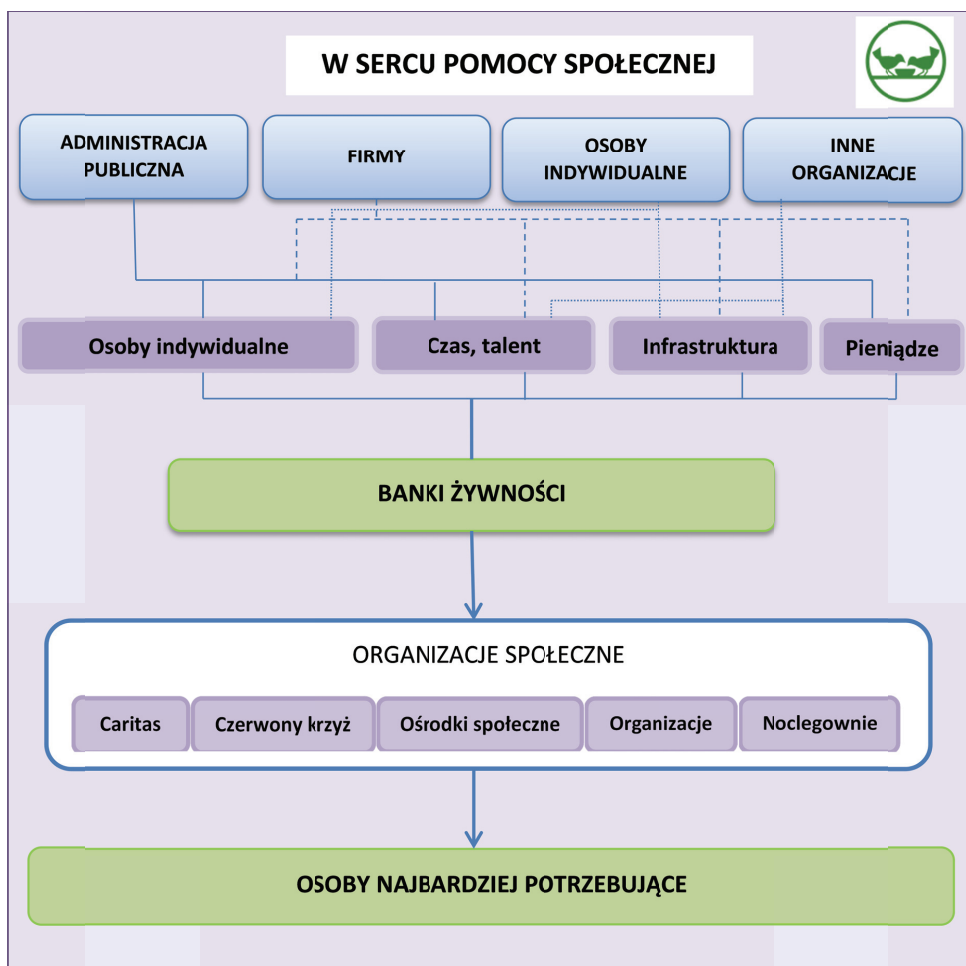 W SERCU POMOCY SPOŁECZNEJ
ADMINISTRACJA
PUBLICZNA
FIRMY
OSOBY
INDYWIDUALNE
INNE
ORGANIZACJE
Osoby indywidualne
Czas, talent
Infrastruktura
Pieniądze
BANKI ŻYWNOŚCI
ORGANIZACJE SPOŁECZNE
Caritas
Czerwony krzyż
Ośrodki społeczne
Organizacje
Noclegownie
OSOBY NAJBARDZIEJ POTRZEBUJĄCE